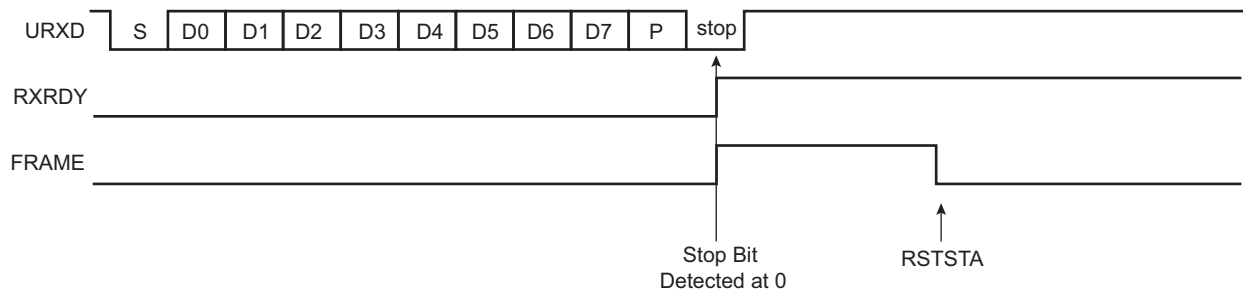 URXD S D0 D1 D2 D3 D4 D5 D6 D7 P stop
RXRDY
FRAME
Stop Bit RSTSTA
Detected at 0